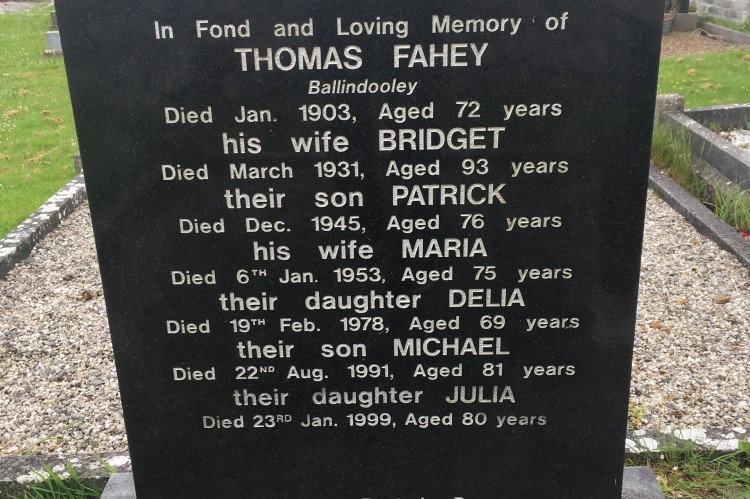 In Fond and Loving Memory of
THOMAS FAHEY
Ballindooley
Died Jan. 1903, Aged 72 years
his wife BRIDGET
Died March 1931, Aged 93 years
their son PATRICK
Died Dec. 1945, Aged 76 years
his wife MARIA
Died 6TH Jan. 1953, Aged 75 years
their daughter DELIA
Died 19TH Feb. 1978, Aged 69 years
their son MICHAEL
Died 22ND Aug. 1991, Aged 81 years
their daughter JULIA
Died 23RD Jan. 1999, Aged 80 years